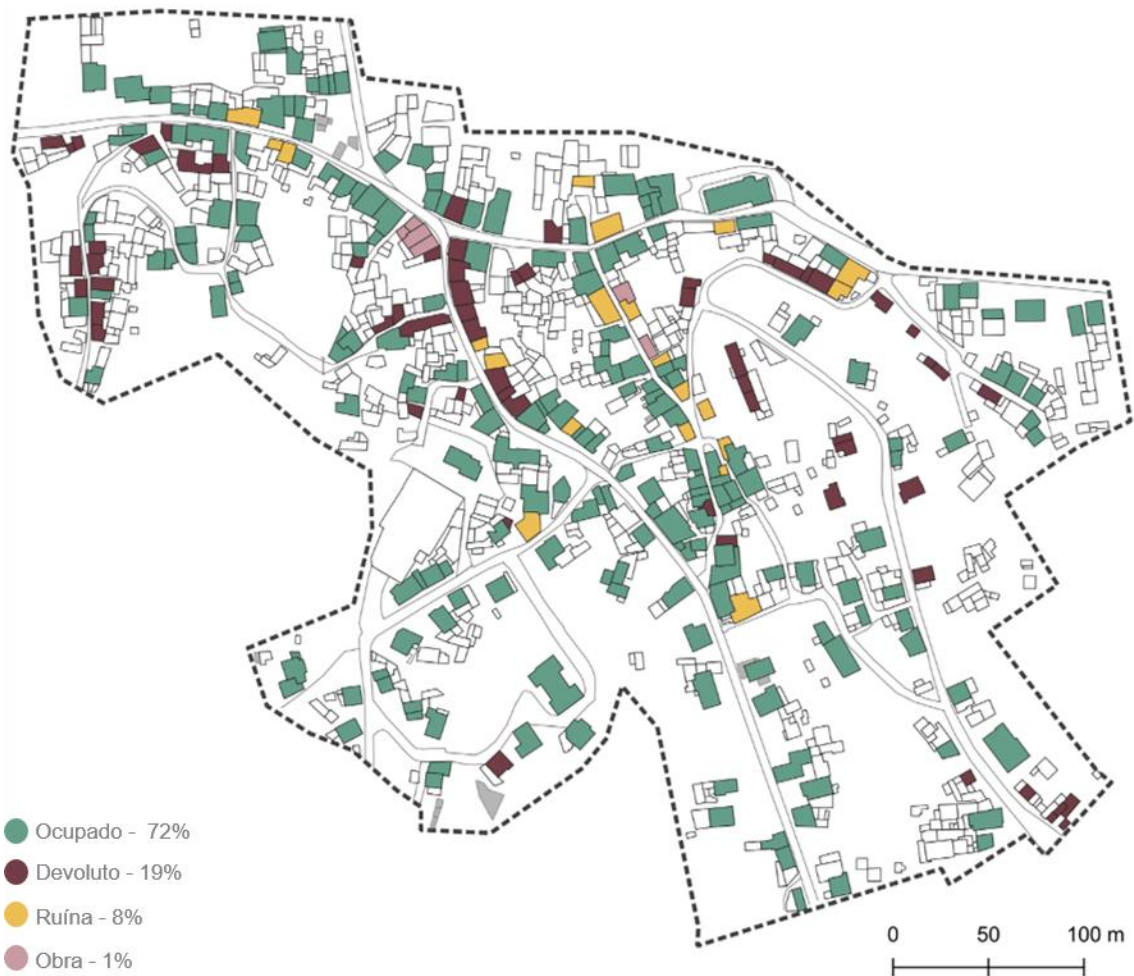 Ocupado - 72%
Devoluto - 19%
Ruína - 8%
Obra - 1%
0 50 100 m